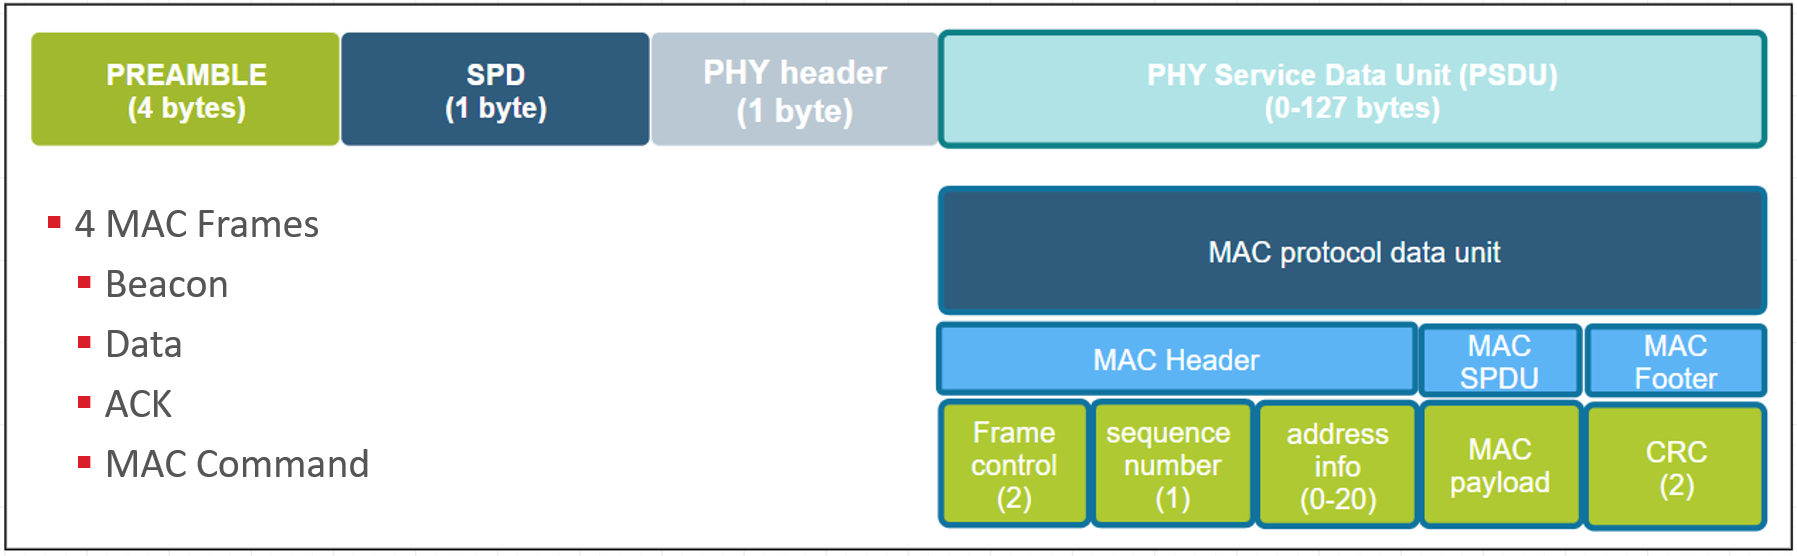 PREAMBLE
(4 bytes)
SPD
(1 byte)
PHY header
(1 byte)
PHY Service Data Unit (PSDU)
(0-127 bytes)
4 MAC Frames
Beacon
Data
ACK
MAC Command
MAC protocol data unit
MAC Header
MAC
SPDU
MAC
Footer
Frame
control
(2)
sequence
number
(1)
address
info
(0-20)
MAC
payload
CRC
(2)